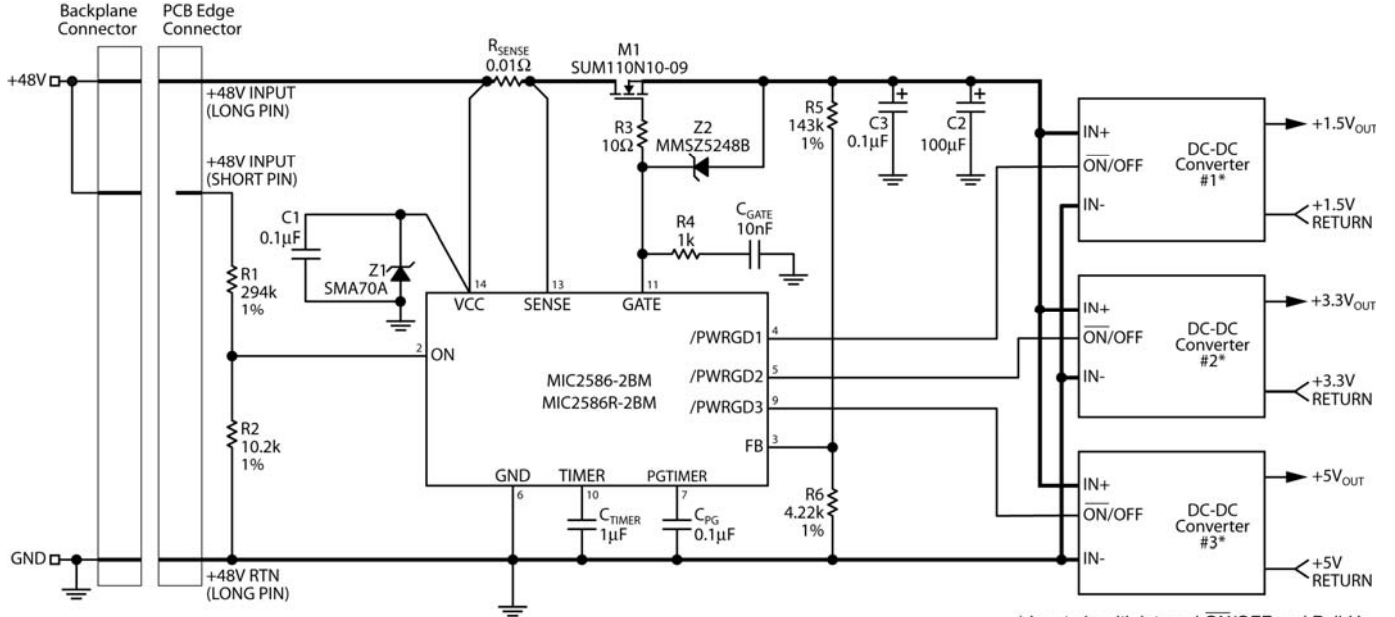 Backplane
Connector
PCB Edge
Connector
+48V
+48V INPUT
(LONG PIN)
+48V INPUT
(SHORT PIN)
R1
294k
1%
R2
10.2k
1%
GND
+48V RTN
(LONG PIN)
C1
0.1µF
Z1
SMA70A
RSENSE
0.01Ω
M1
SUM110N10-09
R3
10Ω
Z2
MMSZ5248B
R4
1k
CGATE
10nF
R5
143k
1%
C3
0.1µF
C2
100µF
14
VCC
13
SENSE
11
GATE
2
ON
MIC2586-2BM
MIC2586R-2BM
/PWRGD1
4
/PWRGD2
5
/PWRGD3
9
FB
3
GND
6
TIMER
10
PGTIMER
7
CTIMER
1µF
CPG
0.1µF
R6
4.22k
1%
IN+
ON/OFF
IN-
DC-DC
Converter
#1*
+1.5VOUT
+1.5V
RETURN
IN+
ON/OFF
IN-
DC-DC
Converter
#2*
+3.3VOUT
+3.3V
RETURN
IN+
ON/OFF
IN-
DC-DC
Converter
#3*
+5VOUT
+5V
RETURN